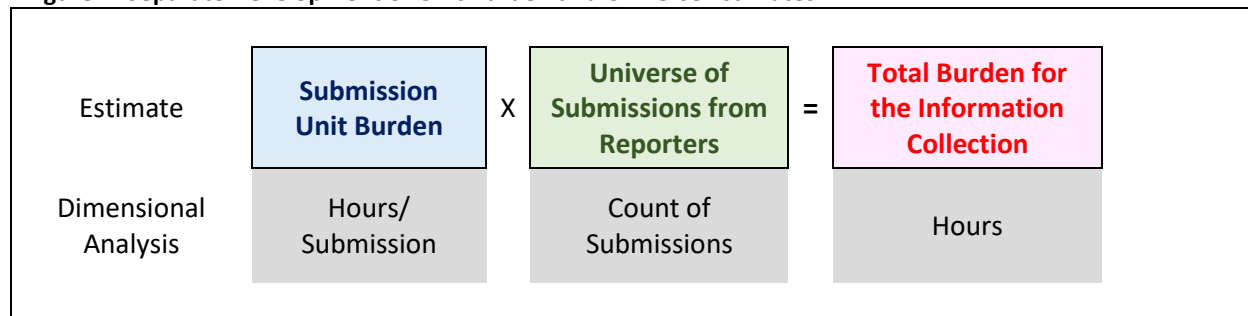 Estimate
Submission
Unit Burden
X
Universe of
Submissions from
Reporters
=
Total Burden for
the Information
Collection
Dimensional
Analysis
Hours/
Submission
Count of
Submissions
Hours